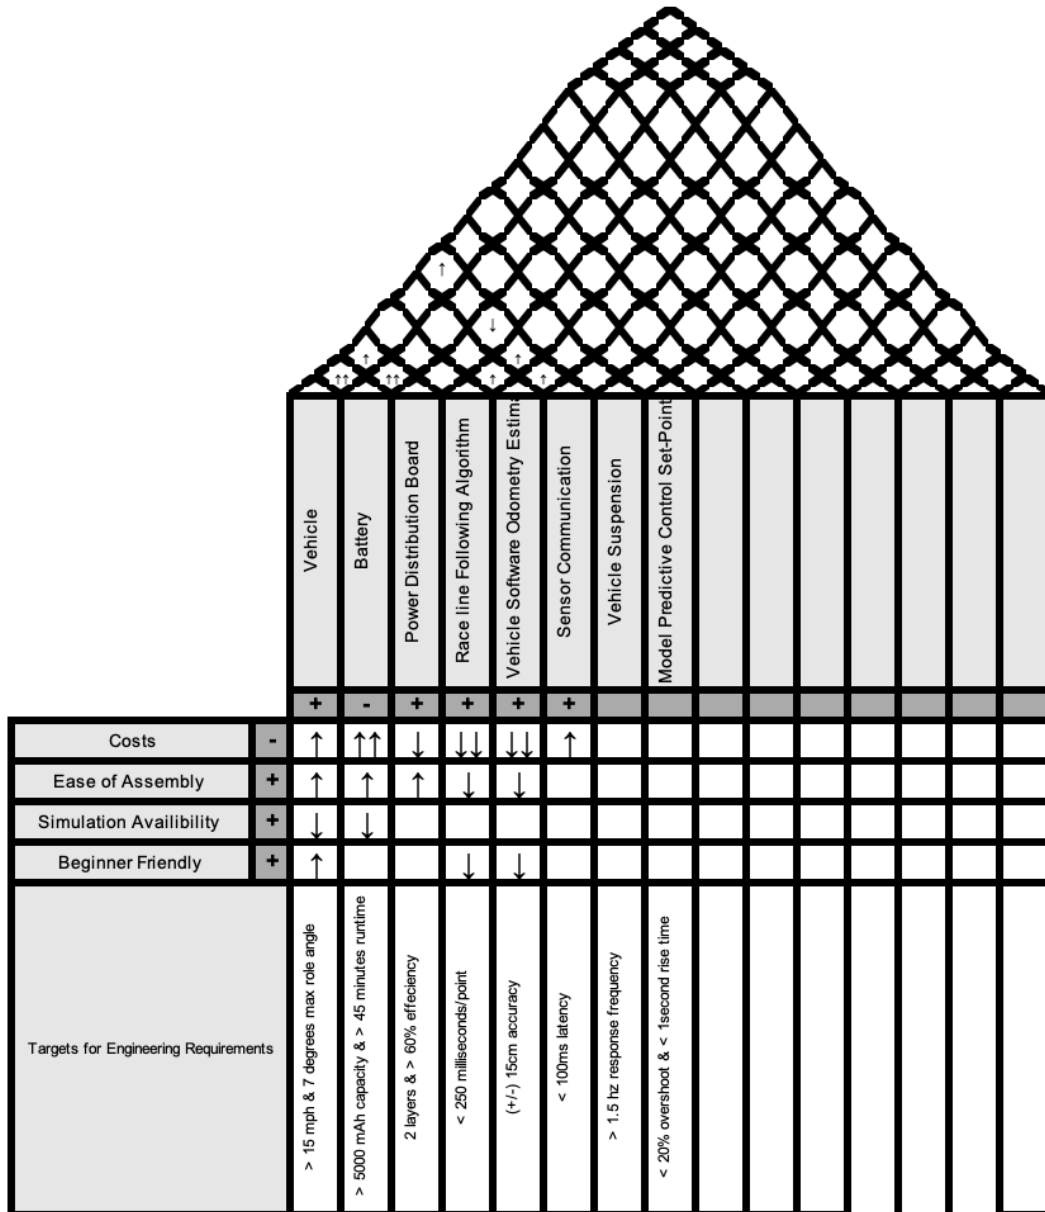 ↑
↓
↑ ↑
↑↑ ↑↑ ↑ ↑
Vehicle
Battery
Power Distribution Board
Race line Following Algorithm
Vehicle Software Odometry Estima
Sensor Communication
Vehicle Suspension
Model Predictive Control Set-Point
+ - + + + +
Costs - ↑ ↑↑ ↓ ↓↓ ↓↓ ↑
Ease of Assembly + ↑ ↑ ↑ ↓ ↓
Simulation Availibility + ↓ ↓
Beginner Friendly + ↑ ↓ ↓
Targets for Engineering Requirements
> 15 mph & 7 degrees max role angle
> 5000 mAh capacity & > 45 minutes runtime
2 layers & > 60% effeciency
< 250 milliseconds/point
(+/-) 15cm accuracy
< 100ms latency
> 1.5 hz response frequency
< 20% overshoot & < 1second rise time